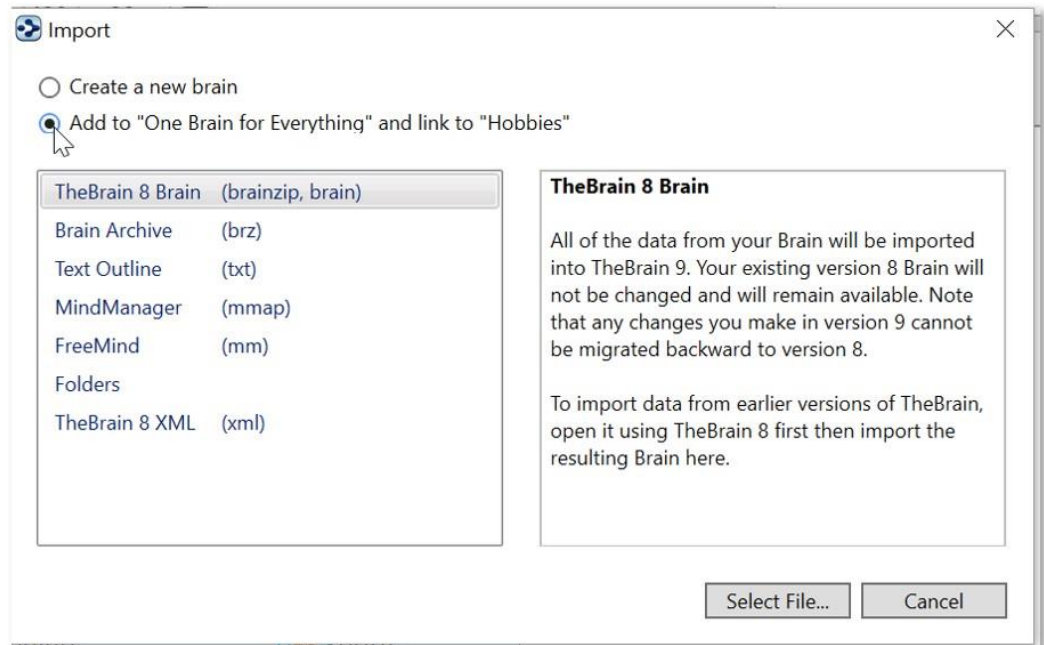 Import
Create a new brain
Add to "One Brain for Everything" and link to "Hobbies"
TheBrain 8 Brain (brainzip, brain)
Brain Archive (brz)
Text Outline (txt)
MindManager (mmap)
FreeMind (mm)
Folders
TheBrain 8 XML (xml)
TheBrain 8 Brain
All of the data from your Brain will be imported
into TheBrain 9. Your existing version 8 Brain will
not be changed and will remain available. Note
that any changes you make in version 9 cannot
be migrated backward to version 8.
To import data from earlier versions of TheBrain,
open it using TheBrain 8 first then import the
resulting Brain here.
Select File...
Cancel